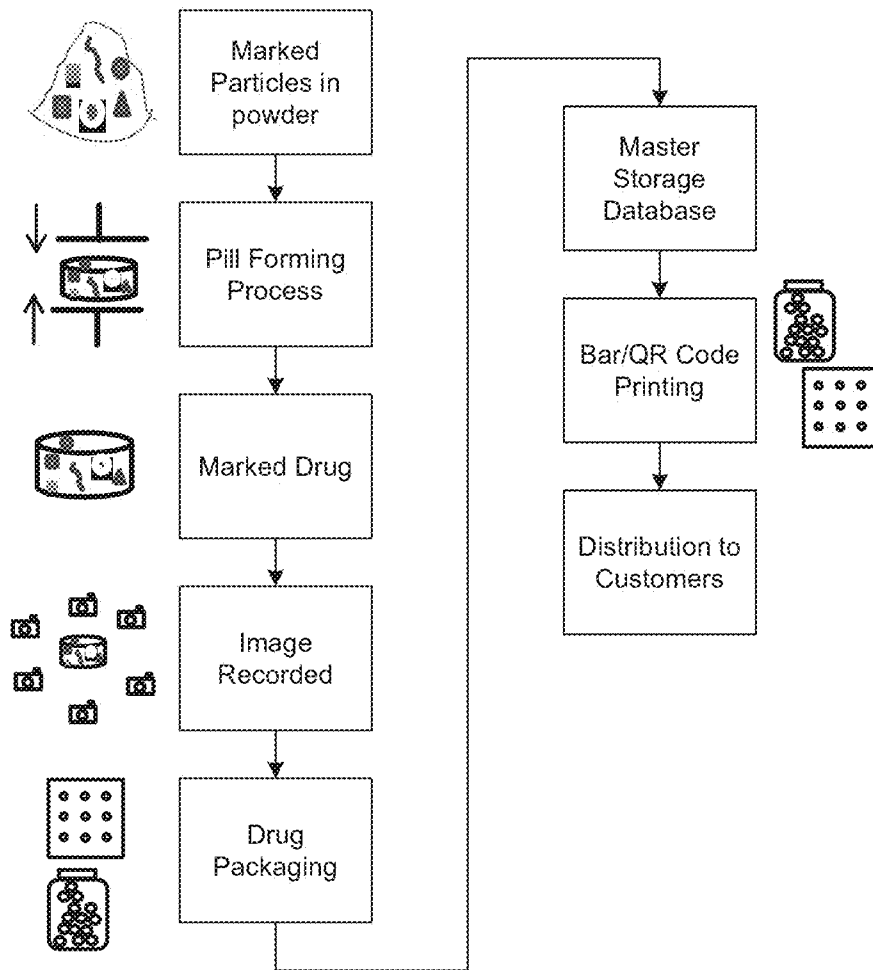 Marked
Particles in
powder
Pill Forming
Process
Marked Drug
Image
Recorded
Drug
Packaging
Master
Storage
Database
Bar/QR Code
Printing
Distribution to
Customers